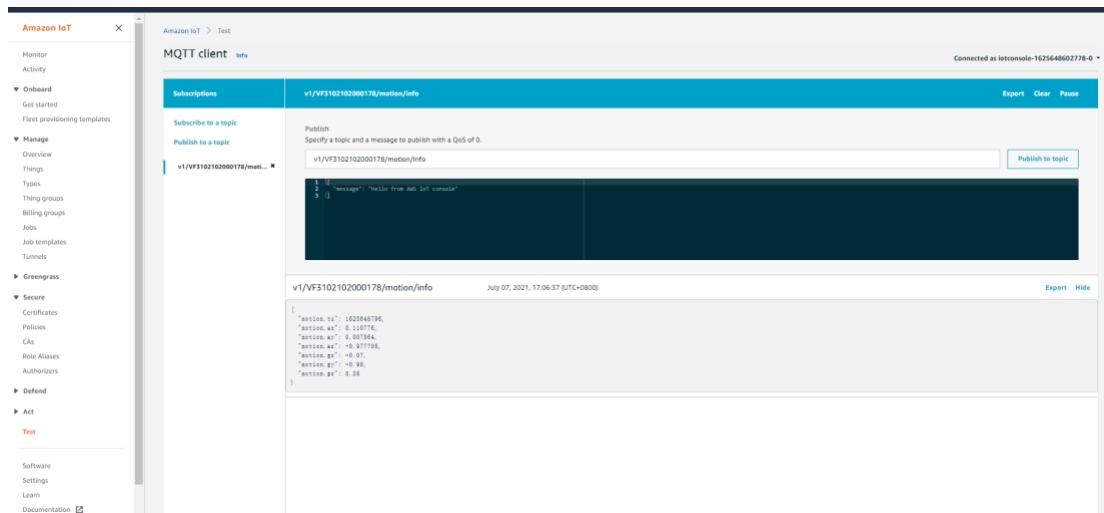 Amazon IoT
Monitor
Activity
Onboard
Get started
Fleet provisioning templates
Manage
Overview
Things
Types
Thing groups
Billing groups
Jobs
Job templates
Tunnels
Greengrass
Secure
Certificates
Policies
CAs
Role Aliases
Authorizers
Defend
Act
Test
Software
Settings
Learn
Documentation
Amazon IoT > Test
MQTT client Info
Connected as iotconsole-1625648602778-0
Subscriptions
Subscribe to a topic
Publish to a topic
v1/VF3102102000178/moti...
v1/VF3102102000178/motion/info
Export Clear Pause
Publish
Specify a topic and a message to publish with a QoS of 0.
v1/VF3102102000178/motion/info
Publish to topic
1 {
2 "message": "Hello from AWS IoT console"
3 }
v1/VF3102102000178/motion/info July 07, 2021, 17:06:37 (UTC+0800)
Export Hide
{
"motion.ts": 1625648796,
"motion.ax": 0.110776,
"motion.ay": 0.007564,
"motion.az": -0.977788,
"motion.gx": -0.07,
"motion.gy": -0.98,
"motion.gz": 0.28
}